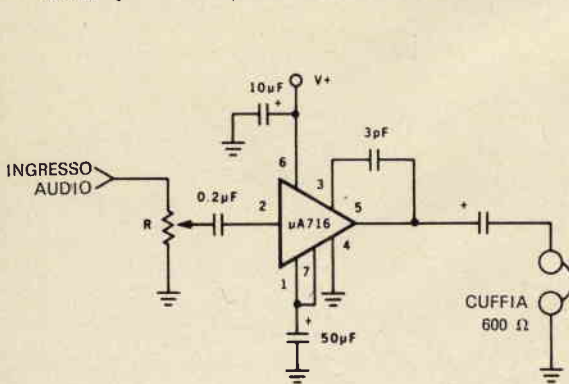 V+
10µF
+
3pF
6
3
INGRESSO
AUDIO
0.2µF
R
2
µA716
5
4
+
1
7
+
50µF
CUFFIA
600 Ω